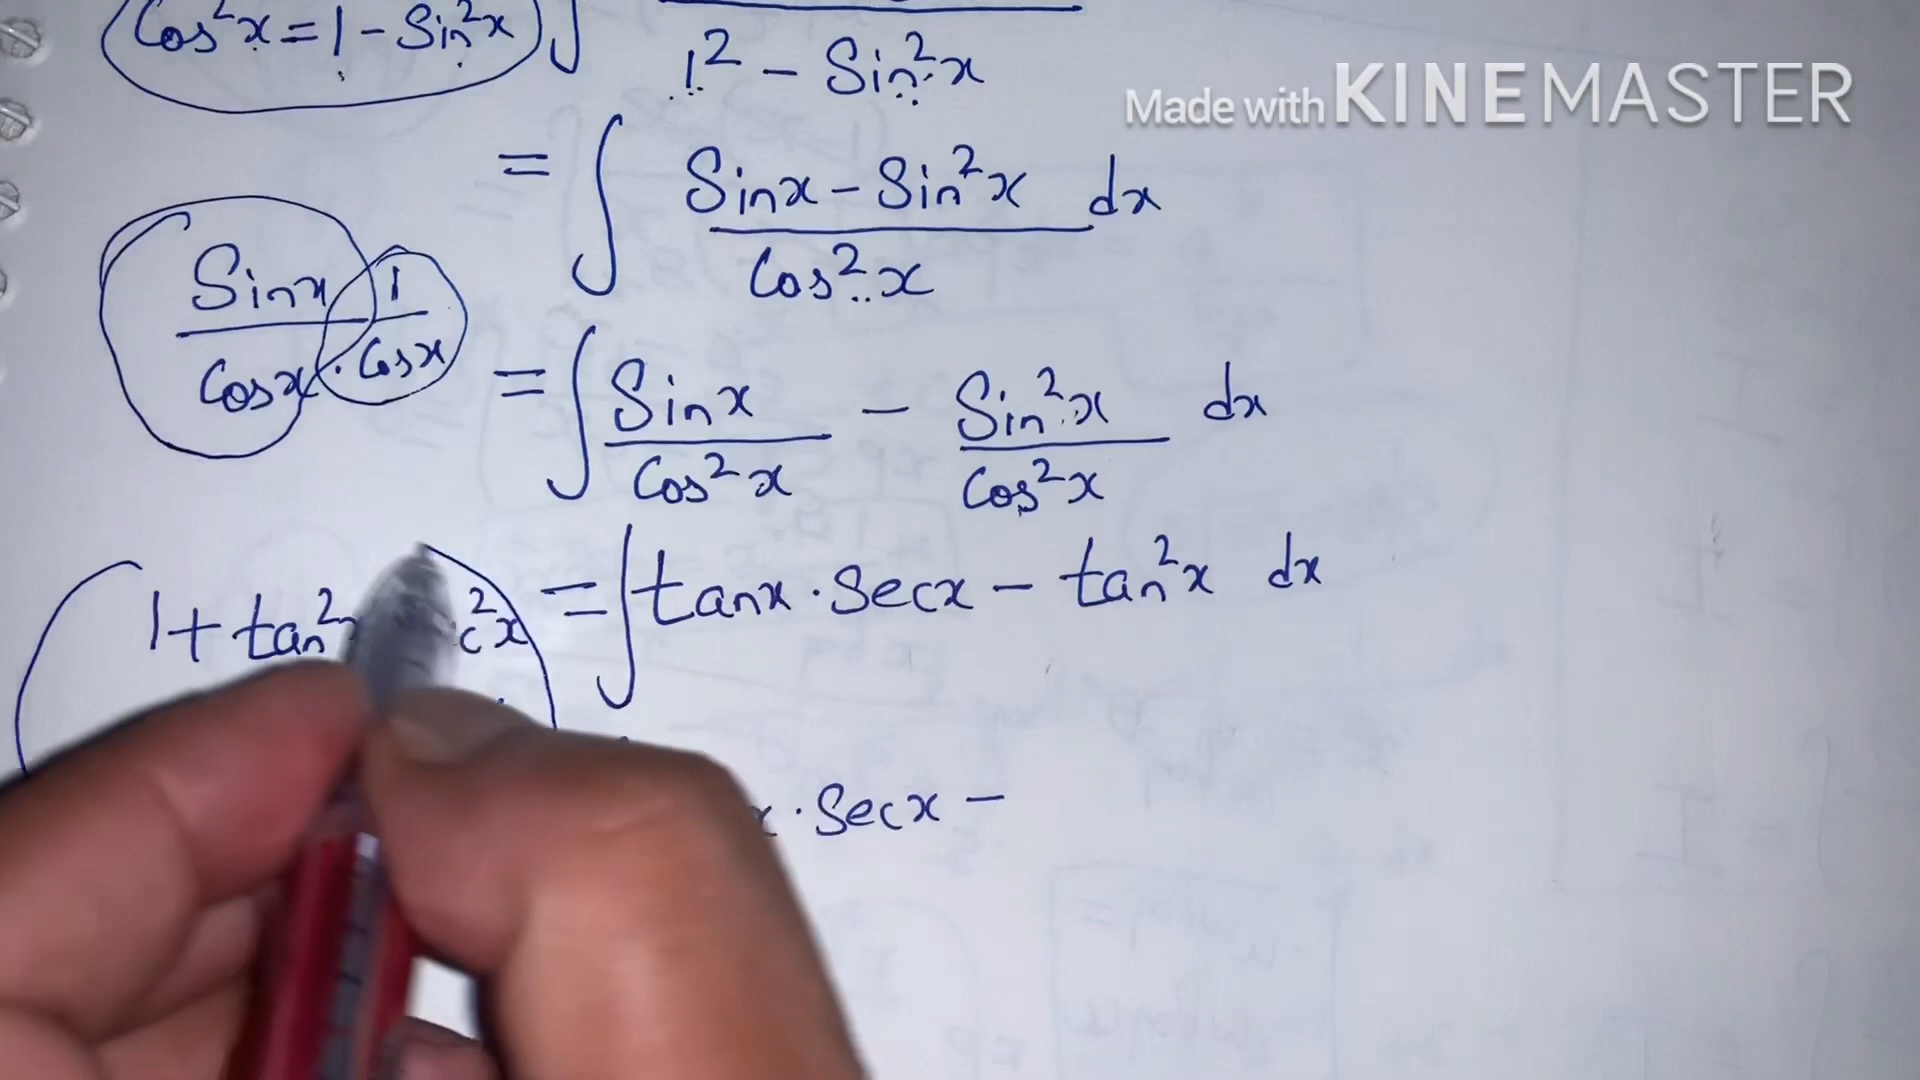 Cos²x = 1 - Sin²x ∫ 1² - Sin²x
Made with KINEMASTER
= ∫ Sinx - Sin²x / Cos²x dx
Sinx / Cosx · 1 / Cosx
= ∫ Sinx / Cos²x - Sin²x / Cos²x dx
1 + tan²
= ∫ tanx · Secx - tan²x dx
· Secx -